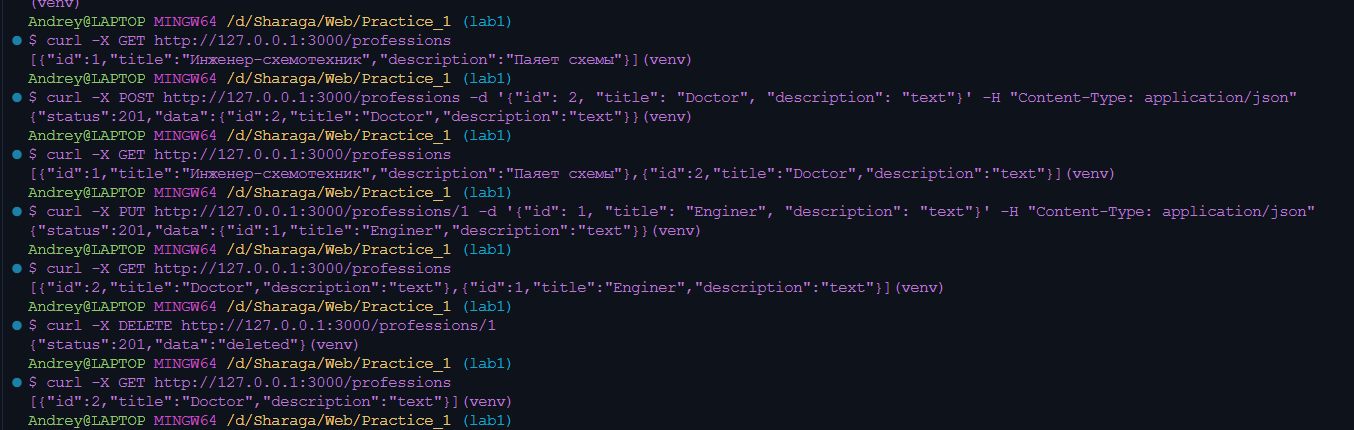 (venv)
Andrey@LAPTOP MINGW64 /d/Sharaga/Web/Practice_1 (lab1)
$ curl -X GET http://127.0.0.1:3000/professions
[{"id":1,"title":"Инженер-схемотехник","description":"Паяет схемы"}](venv)
Andrey@LAPTOP MINGW64 /d/Sharaga/Web/Practice_1 (lab1)
$ curl -X POST http://127.0.0.1:3000/professions -d '{"id": 2, "title": "Doctor", "description": "text"}' -H "Content-Type: application/json"
{"status":201,"data":{"id":2,"title":"Doctor","description":"text"}}(venv)
Andrey@LAPTOP MINGW64 /d/Sharaga/Web/Practice_1 (lab1)
$ curl -X GET http://127.0.0.1:3000/professions
[{"id":1,"title":"Инженер-схемотехник","description":"Паяет схемы"},{"id":2,"title":"Doctor","description":"text"}](venv)
Andrey@LAPTOP MINGW64 /d/Sharaga/Web/Practice_1 (lab1)
$ curl -X PUT http://127.0.0.1:3000/professions/1 -d '{"id": 1, "title": "Enginer", "description": "text"}' -H "Content-Type: application/json"
{"status":201,"data":{"id":1,"title":"Enginer","description":"text"}}(venv)
Andrey@LAPTOP MINGW64 /d/Sharaga/Web/Practice_1 (lab1)
$ curl -X GET http://127.0.0.1:3000/professions
[{"id":2,"title":"Doctor","description":"text"},{"id":1,"title":"Enginer","description":"text"}](venv)
Andrey@LAPTOP MINGW64 /d/Sharaga/Web/Practice_1 (lab1)
$ curl -X DELETE http://127.0.0.1:3000/professions/1
{"status":201,"data":"deleted"}(venv)
Andrey@LAPTOP MINGW64 /d/Sharaga/Web/Practice_1 (lab1)
$ curl -X GET http://127.0.0.1:3000/professions
[{"id":2,"title":"Doctor","description":"text"}](venv)
Andrey@LAPTOP MINGW64 /d/Sharaga/Web/Practice_1 (lab1)